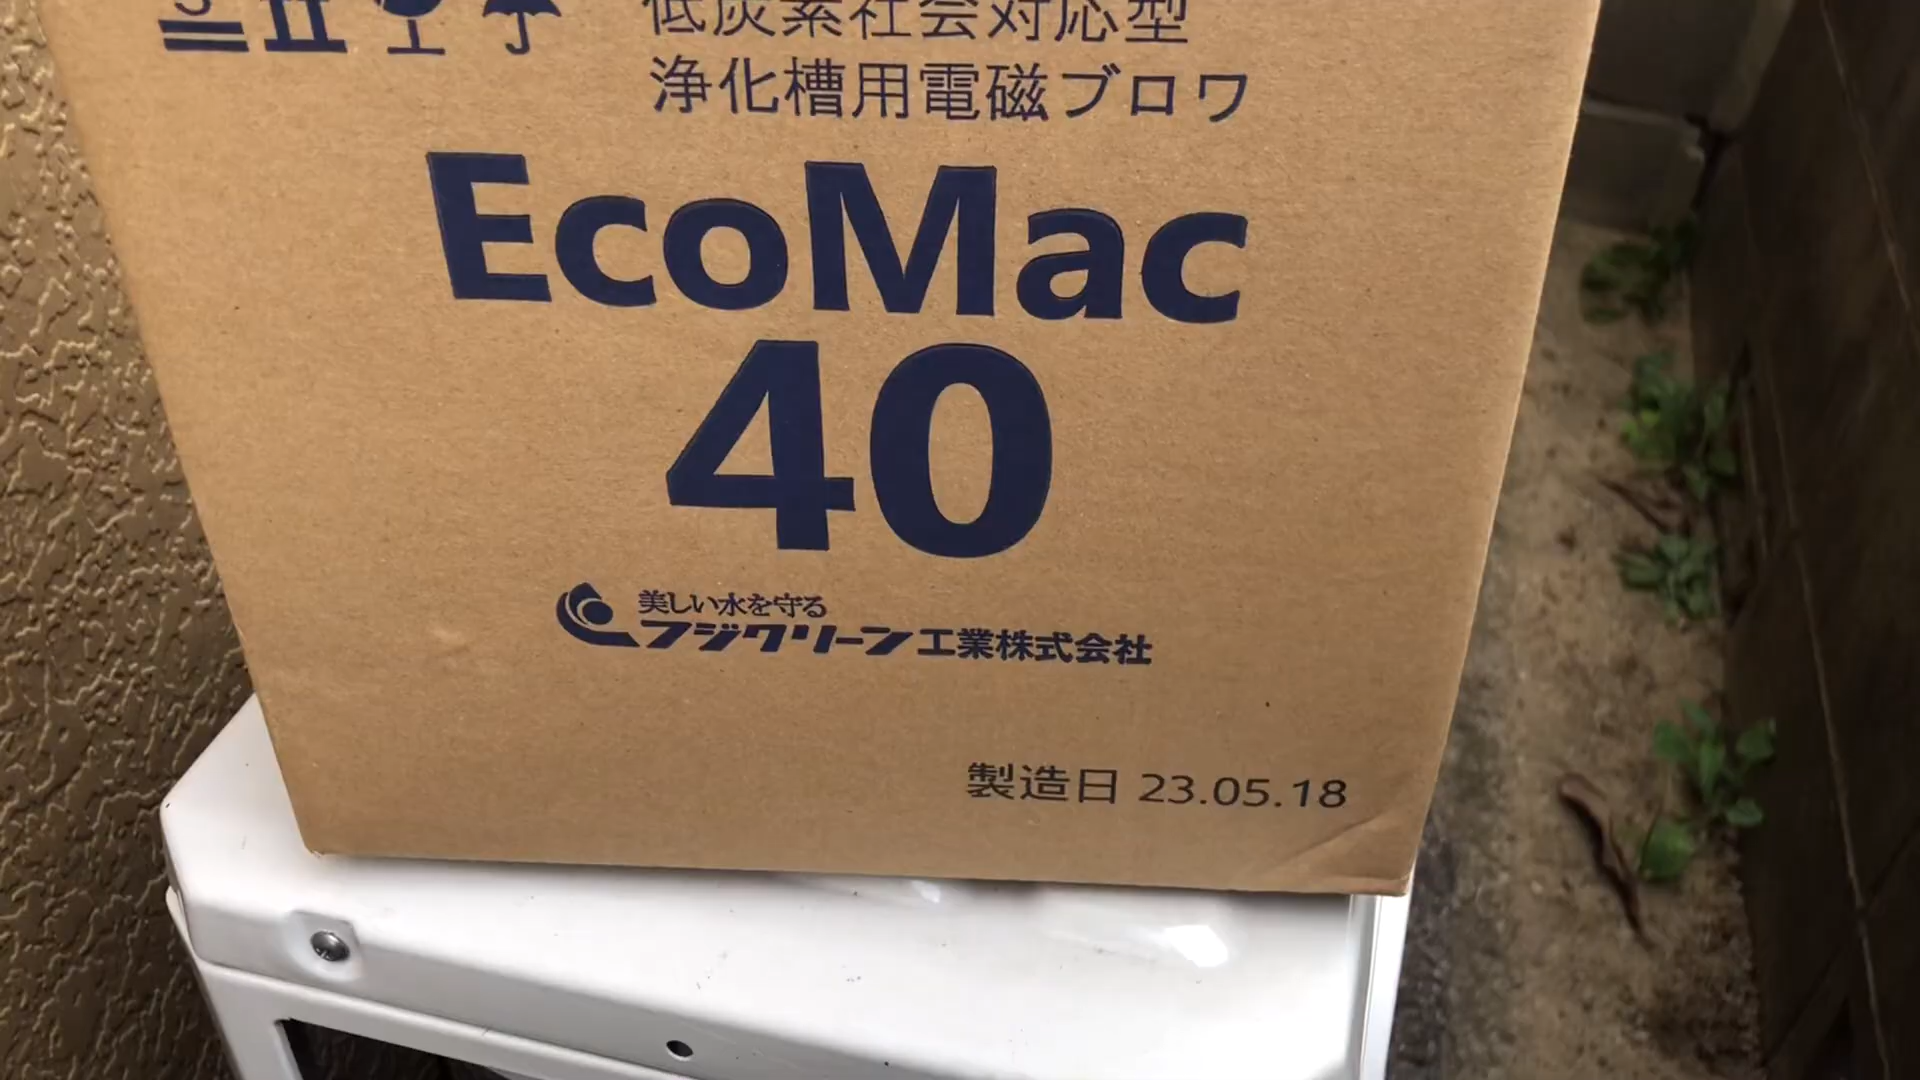 低炭素社会対応型
浄化槽用電磁ブロワ
EcoMac
40
美しい水を守る
フジクリーン工業株式会社
製造日 23.05.18